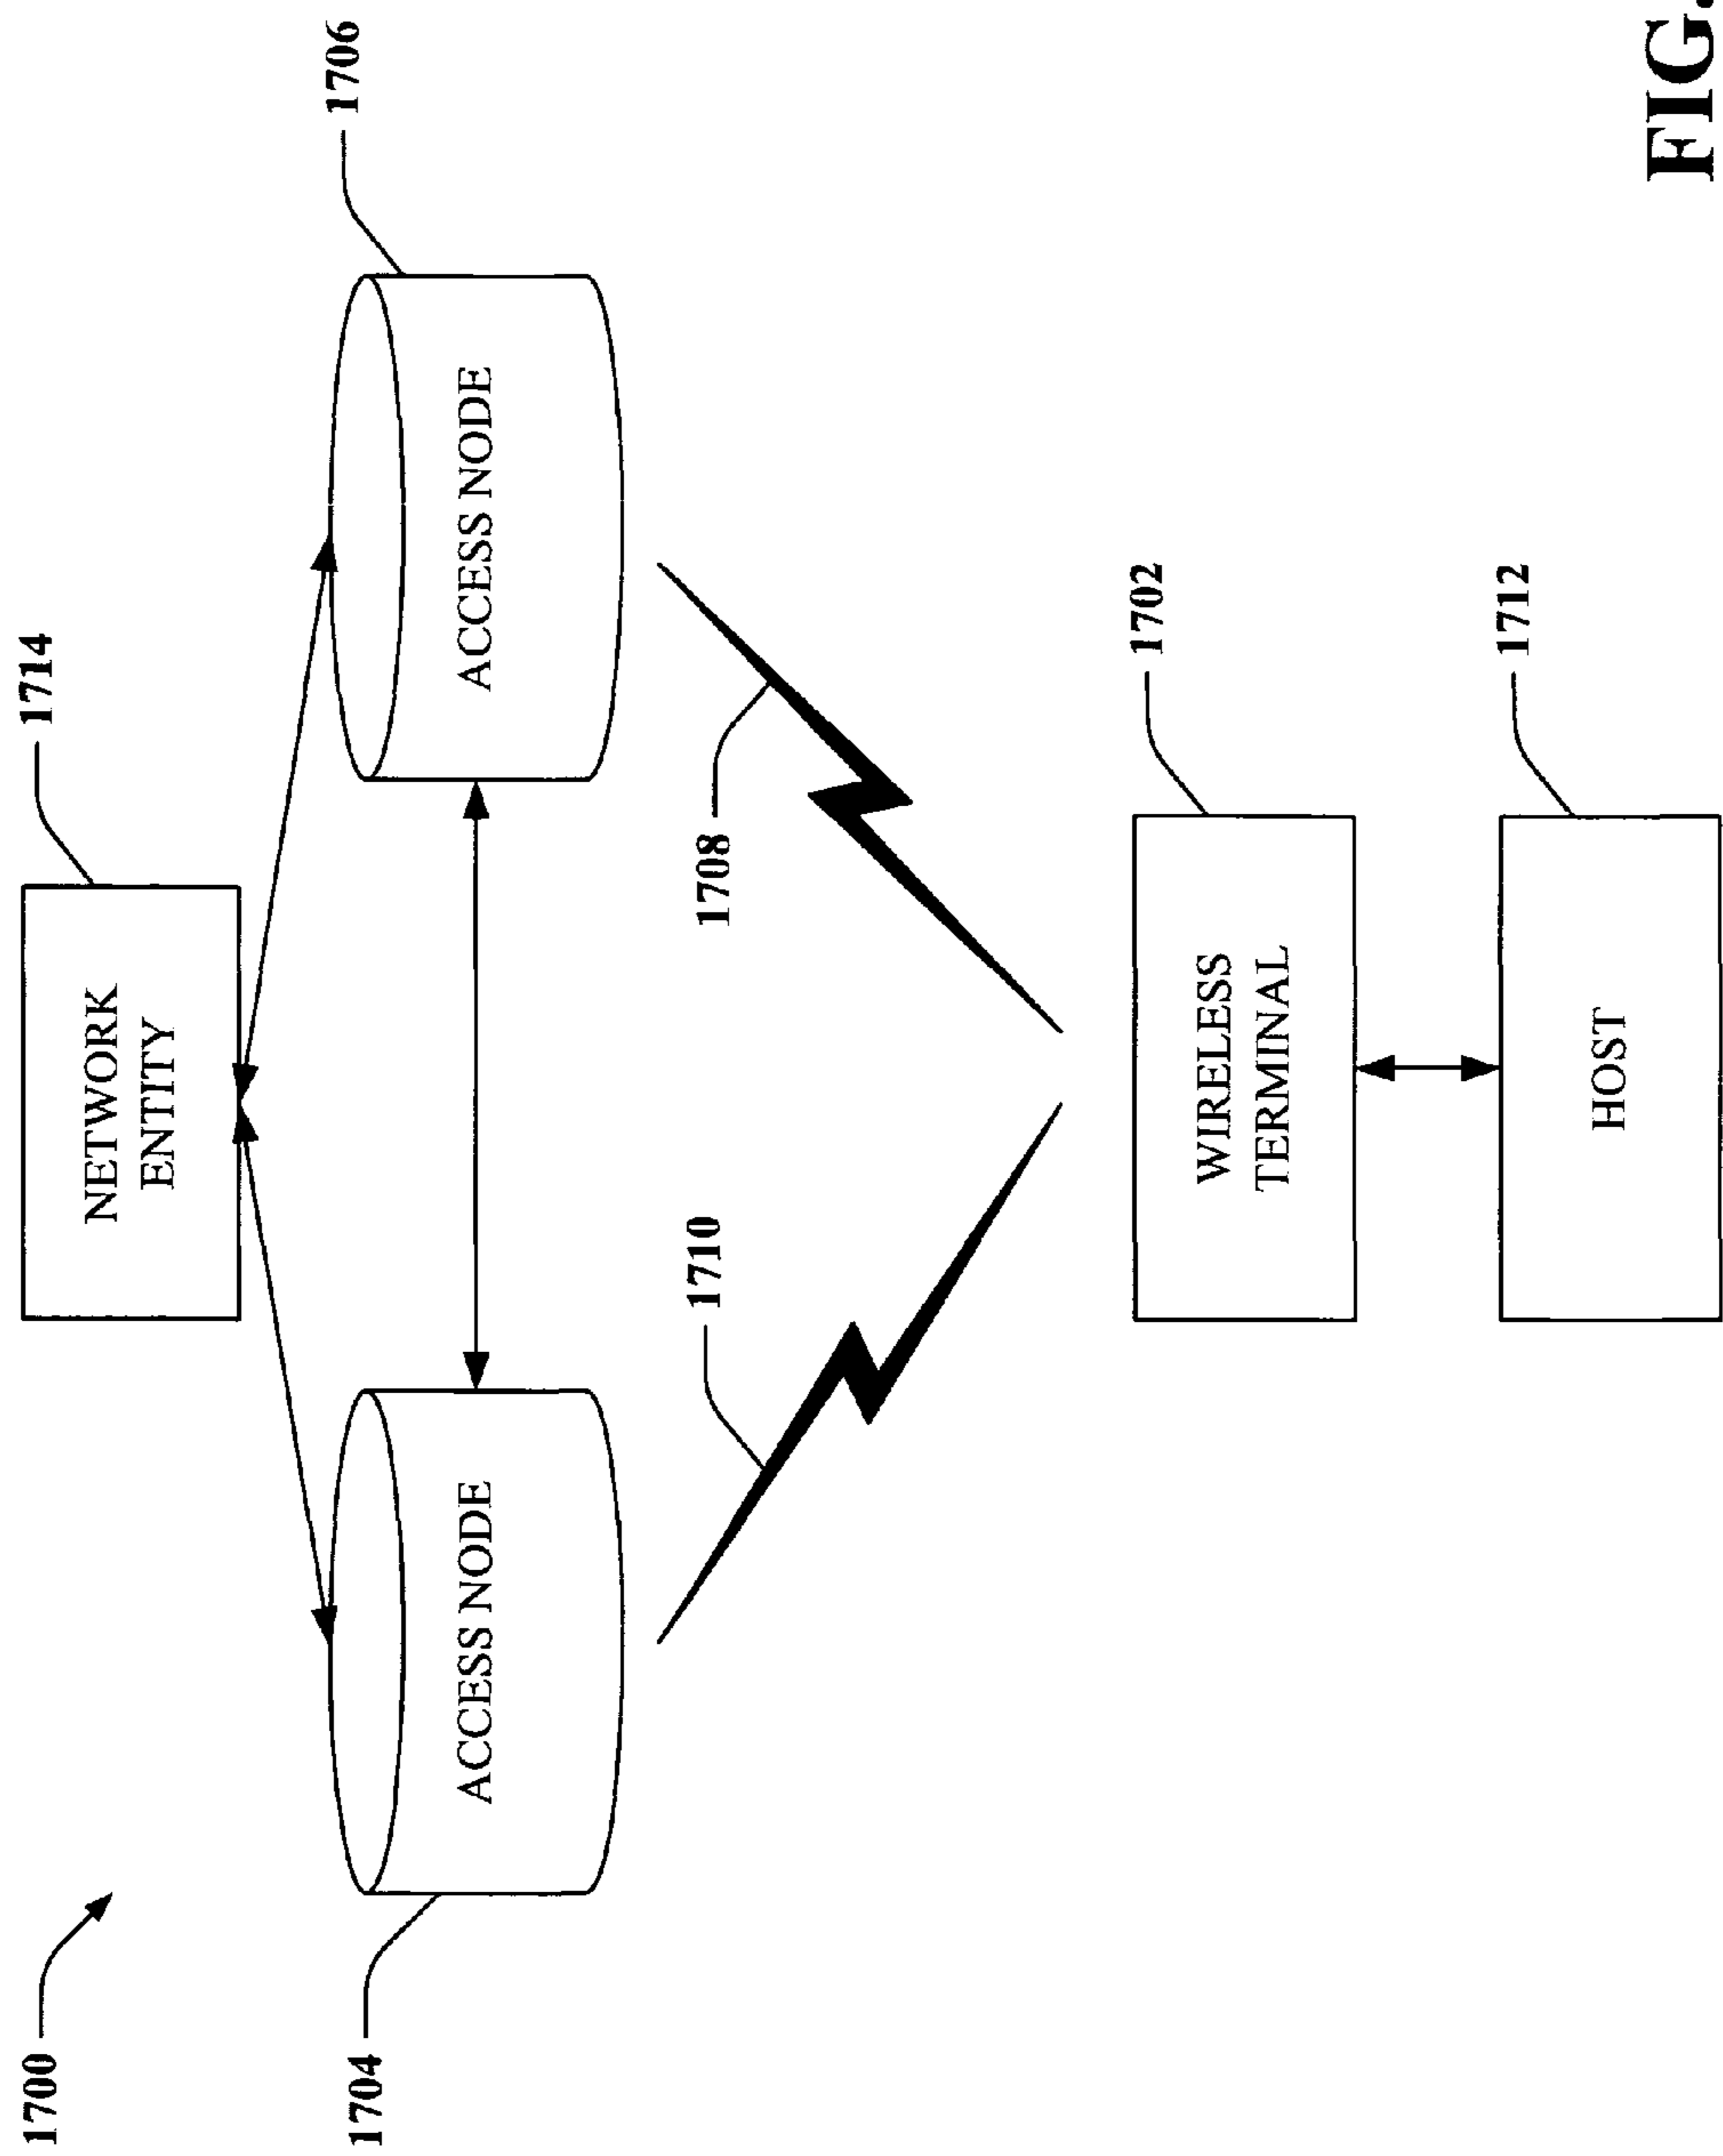 1700
1714
NETWORK
ENTITY
1706
1704
ACCESS NODE
ACCESS NODE
1710
1708
1702
WIRELESS
TERMINAL
1712
HOST
FIG.